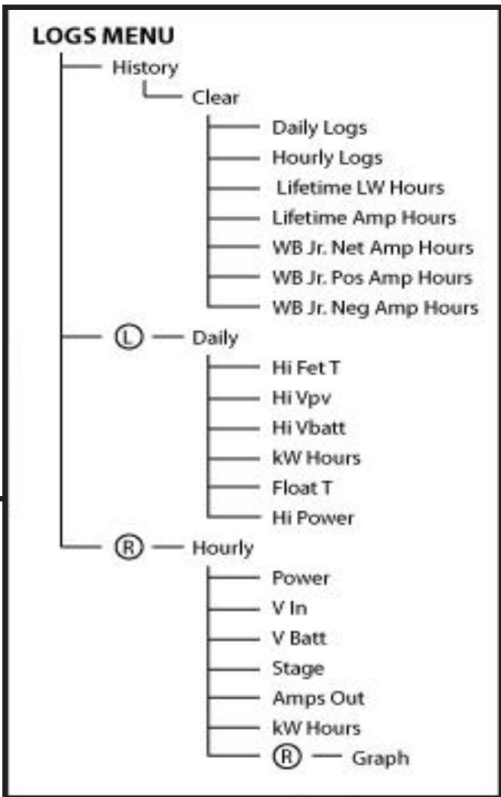 LOGS MENU
History
Clear
Daily Logs
Hourly Logs
Lifetime LW Hours
Lifetime Amp Hours
WB Jr. Net Amp Hours
WB Jr. Pos Amp Hours
WB Jr. Neg Amp Hours
L Daily
Hi Fet T
Hi Vpv
Hi Vbatt
kW Hours
Float T
Hi Power
R Hourly
Power
V In
V Batt
Stage
Amps Out
kW Hours
R Graph